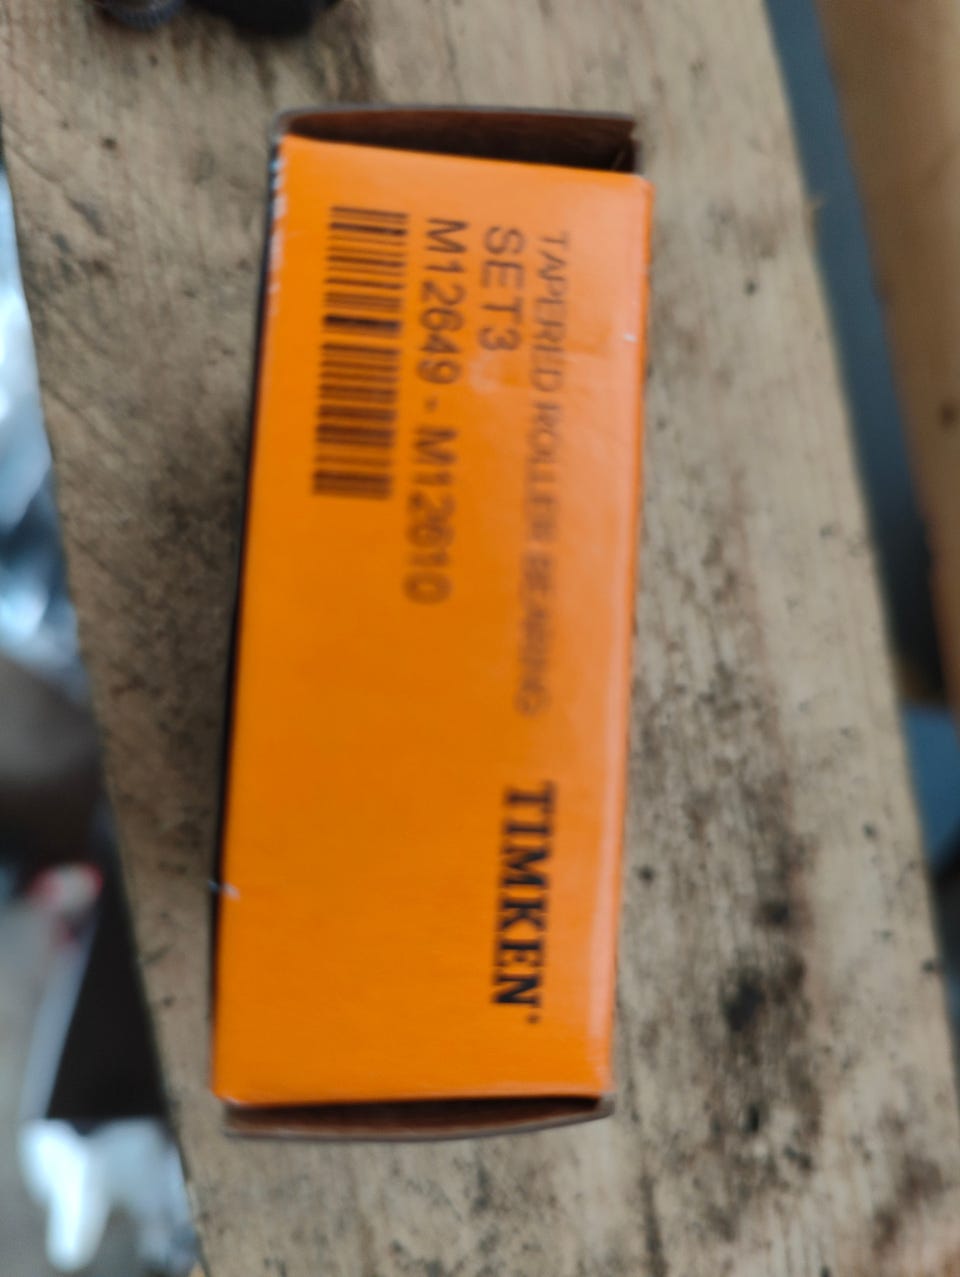 TAPERED ROLLER BEARING
SET3
M12649 - M12610
TIMKEN